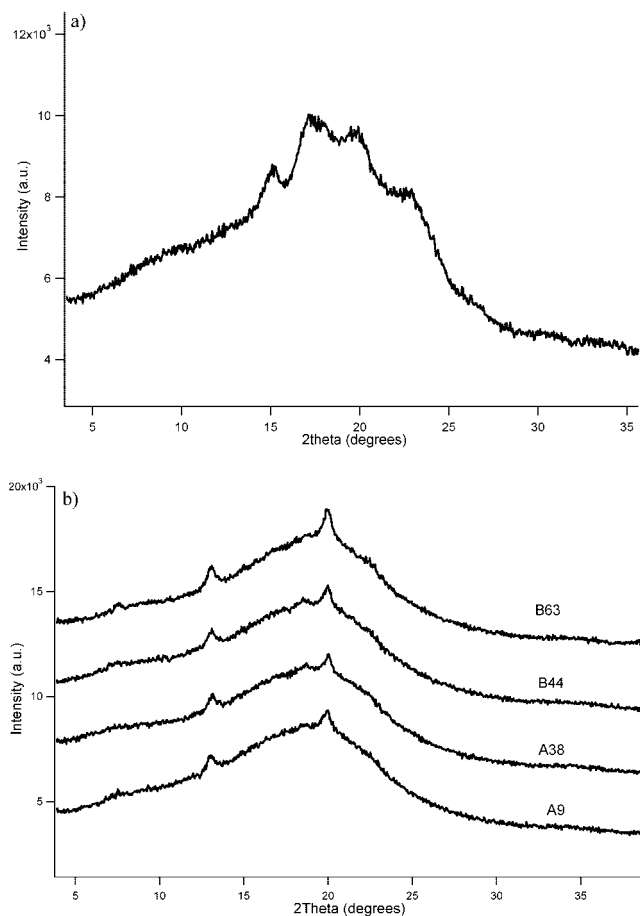 a)
12x10³
10
8
6
4
Intensity (a.u.)
5 10 15 20 25 30 35
2theta (degrees)
b)
20x10³
15
10
5
Intensity (a.u.)
B63
B44
A38
A9
5 10 15 20 25 30 35
2Theta (degrees)